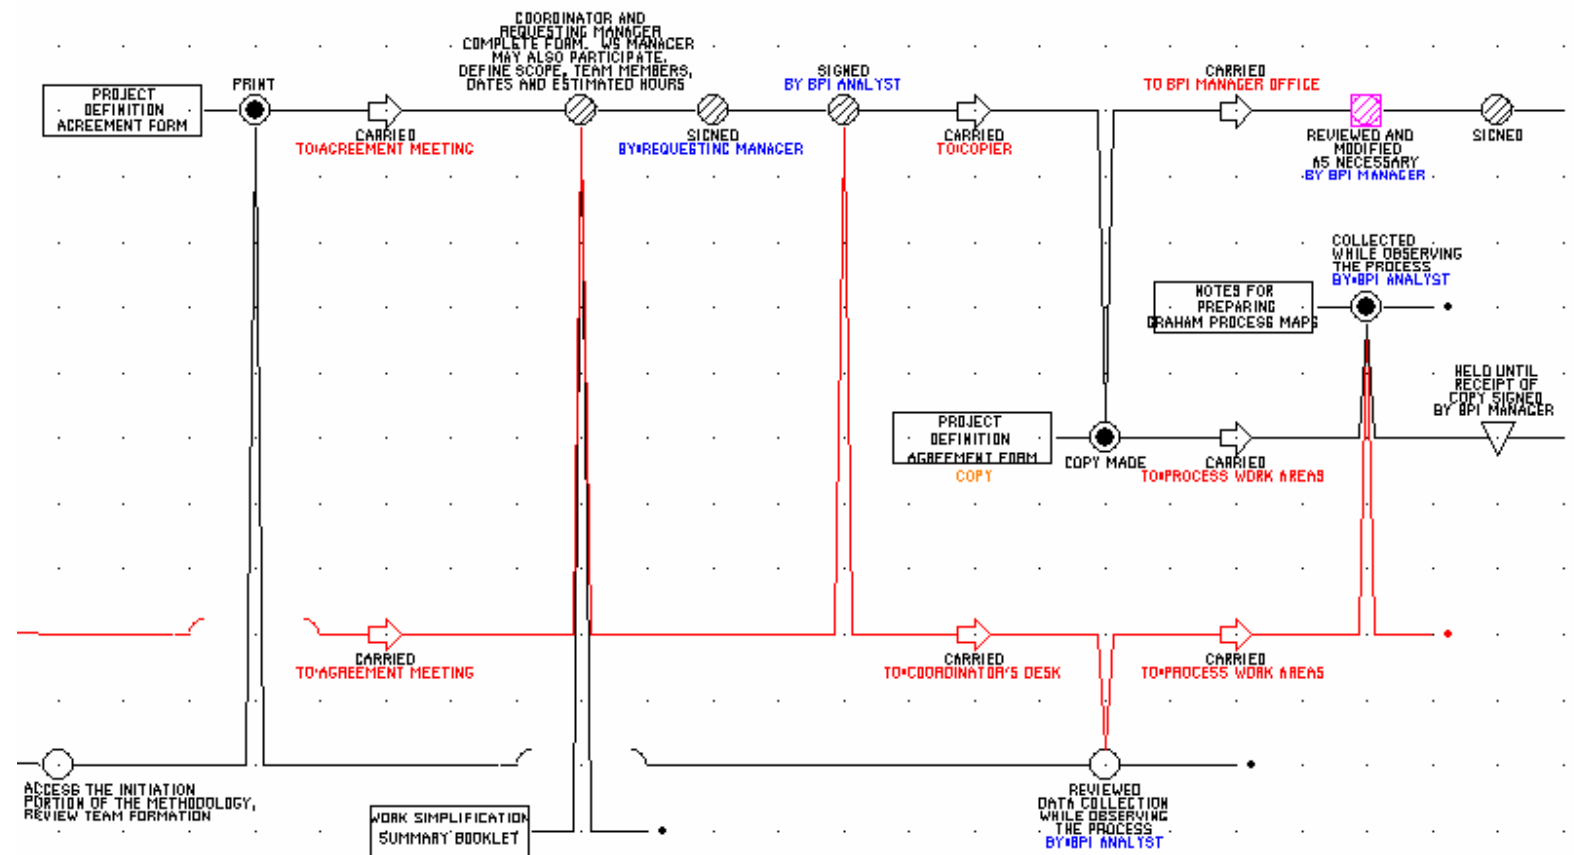 COORDINATOR AND
REQUESTING MANAGER
COMPLETE FORM.  WS MANAGER
MAY ALSO PARTICIPATE.
DEFINE SCOPE, TEAM MEMBERS,
DATES AND ESTIMATED HOURS
PRINT
SIGNED
BY BPI ANALYST
CARRIED
TO BPI MANAGER OFFICE
PROJECT
DEFINITION
AGREEMENT FORM
CARRIED
TO AGREEMENT MEETING
SIGNED
BY REQUESTING MANAGER
CARRIED
TO COPIER
REVIEWED AND
MODIFIED
AS NECESSARY
BY BPI MANAGER
SIGNED
COLLECTED
WHILE OBSERVING
THE PROCESS
BY BPI ANALYST
NOTES FOR
PREPARING
GRAHAM PROCESS MAPS
HELD UNTIL
RECEIPT OF
COPY SIGNED
BY BPI MANAGER
PROJECT
DEFINITION
AGREEMENT FORM
COPY
COPY MADE
CARRIED
TO PROCESS WORK AREAS
CARRIED
TO AGREEMENT MEETING
CARRIED
TO COORDINATOR'S DESK
CARRIED
TO PROCESS WORK AREAS
ACCESS THE INITIATION
PORTION OF THE METHODOLOGY,
REVIEW TEAM FORMATION
WORK SIMPLIFICATION
SUMMARY BOOKLET
REVIEWED
DATA COLLECTION
WHILE OBSERVING
THE PROCESS
BY BPI ANALYST